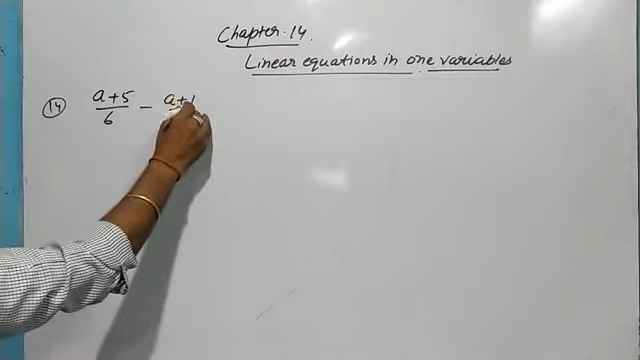 Chapter. 14.
Linear equations in one variables
14 a+5/6 - a+1